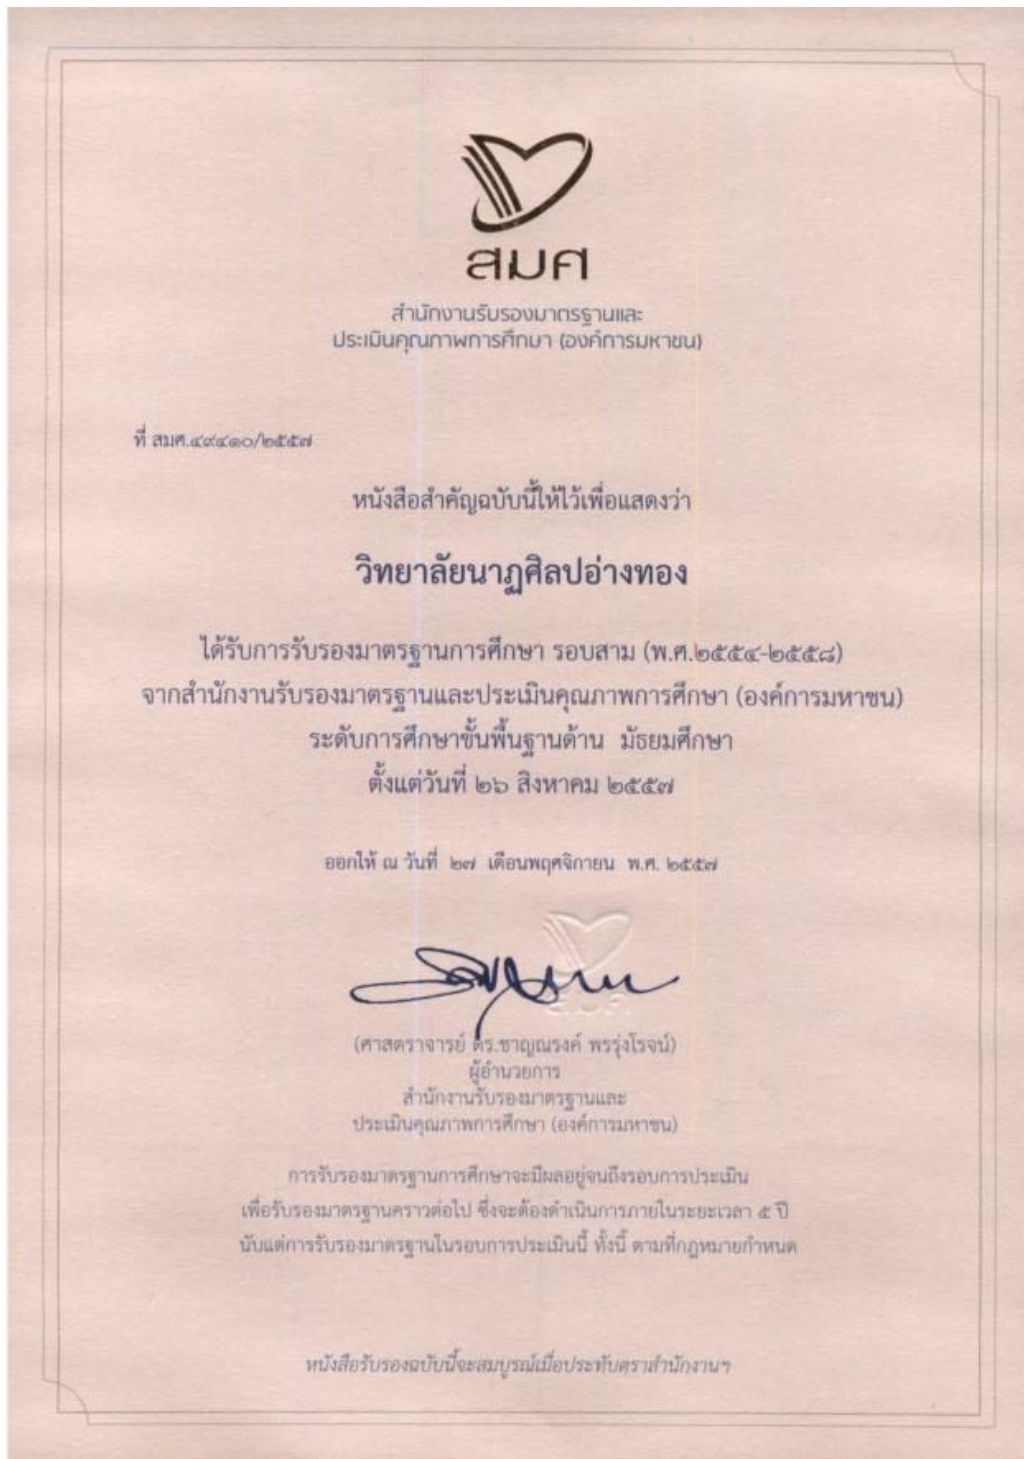 สมศ
สำนักงานรับรองมาตรฐานและ
ประเมินคุณภาพการศึกษา (องค์การมหาชน)
ที่ สมศ.๔๙๔๑๐/๒๕๕๗
หนังสือสำคัญฉบับนี้ให้ไว้เพื่อแสดงว่า
วิทยาลัยนาฏศิลปอ่างทอง
ได้รับการรับรองมาตรฐานการศึกษา รอบสาม (พ.ศ.๒๕๕๔-๒๕๕๘)
จากสำนักงานรับรองมาตรฐานและประเมินคุณภาพการศึกษา (องค์การมหาชน)
ระดับการศึกษาขั้นพื้นฐานด้าน มัธยมศึกษา
ตั้งแต่วันที่ ๒๖ สิงหาคม ๒๕๕๗
ออกให้ ณ วันที่ ๒๗ เดือนพฤศจิกายน พ.ศ. ๒๕๕๗
สมศ
(ศาสตราจารย์ ดร.ชาญณรงค์ พรรุ่งโรจน์)
ผู้อำนวยการ
สำนักงานรับรองมาตรฐานและ
ประเมินคุณภาพการศึกษา (องค์การมหาชน)
การรับรองมาตรฐานการศึกษาจะมีผลอยู่จนถึงรอบการประเมิน
เพื่อรับรองมาตรฐานคราวต่อไป ซึ่งจะต้องดำเนินการภายในระยะเวลา ๕ ปี
นับแต่การรับรองมาตรฐานในรอบการประเมินนี้ ทั้งนี้ ตามที่กฎหมายกำหนด
หนังสือรับรองฉบับนี้จะสมบูรณ์เมื่อประทับตราสำนักงานฯ